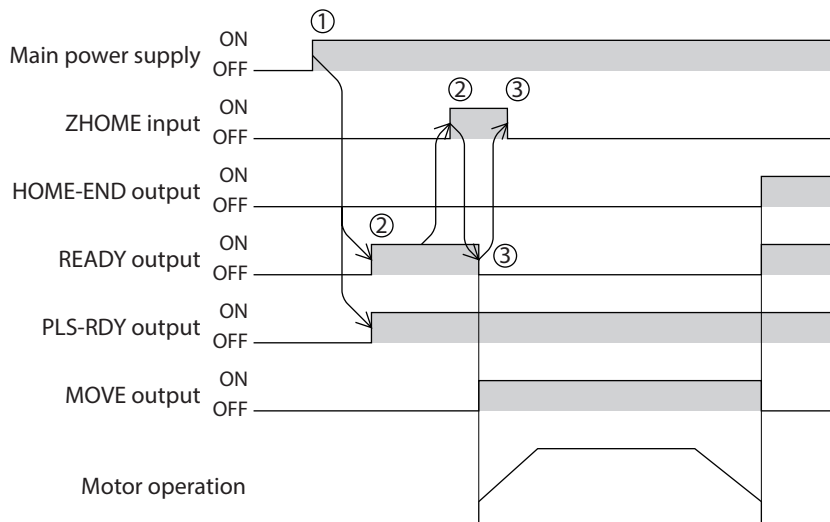 ①
Main power supply ON
OFF
② ③
ZHOME input ON
OFF
HOME-END output ON
OFF
②
READY output ON
OFF
③
PLS-RDY output ON
OFF
MOVE output ON
OFF
Motor operation